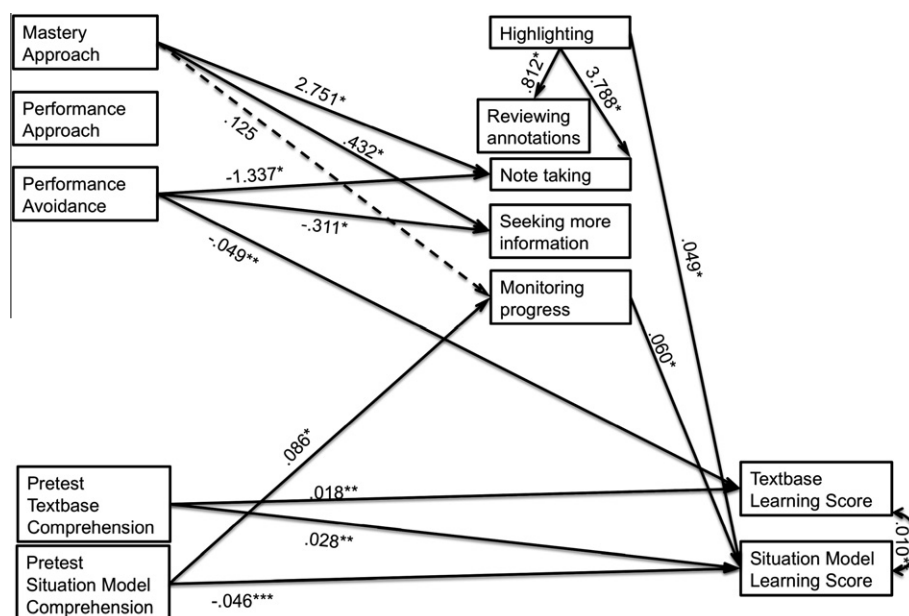 Mastery
Approach
Performance
Approach
Performance
Avoidance
Highlighting
.812*
3.788*
Reviewing
annotations
2.751*
.125
.432*
Note taking
-1.337*
-.311*
Seeking more
information
-.049**
.049*
Monitoring
progress
.060*
.086*
Pretest
Textbase
Comprehension
.018**
.028**
Textbase
Learning Score
.010**
Pretest
Situation Model
Comprehension
-.046***
Situation Model
Learning Score